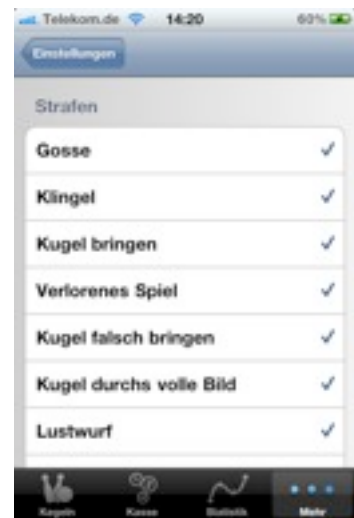 Telekom.de 14:20 60%
Einstellungen
Strafen
Gosse
Klingel
Kugel bringen
Verlorenes Spiel
Kugel falsch bringen
Kugel durchs volle Bild
Lustwurf
Kegeln Kasse Statistik Mehr